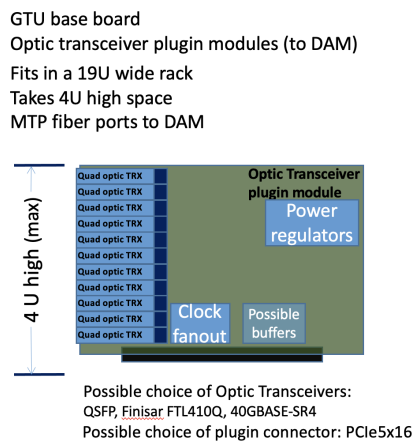 GTU base board
Optic transceiver plugin modules (to DAM)
Fits in a 19U wide rack
Takes 4U high space
MTP fiber ports to DAM
4 U high (max)
Quad optic TRX
Quad optic TRX
Quad optic TRX
Quad optic TRX
Quad optic TRX
Quad optic TRX
Quad optic TRX
Quad optic TRX
Quad optic TRX
Quad optic TRX
Quad optic TRX
Optic Transceiver
plugin module
Power
regulators
Clock
fanout
Possible
buffers
Possible choice of Optic Transceivers:
QSFP, Finisar FTL410Q, 40GBASE-SR4
Possible choice of plugin connector: PCIe5x16